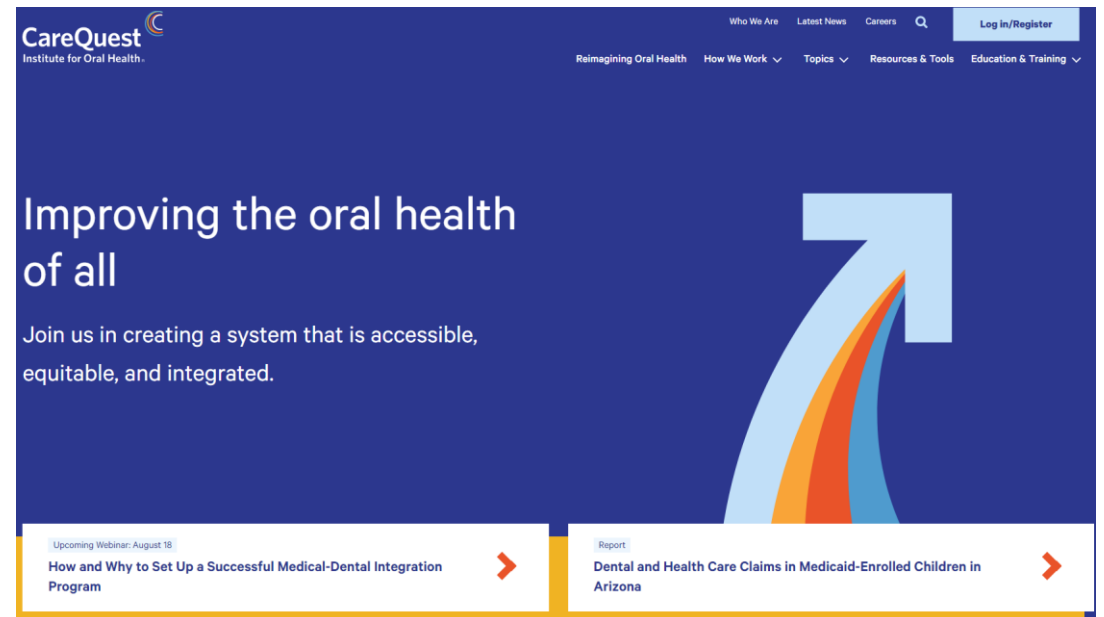 CareQuest
Institute for Oral Health.
Who We Are Latest News Careers Log in/Register
Reimagining Oral Health How We Work Topics Resources & Tools Education & Training
Improving the oral health
of all
Join us in creating a system that is accessible,
equitable, and integrated.
Upcoming Webinar: August 18
How and Why to Set Up a Successful Medical-Dental Integration
Program
Report
Dental and Health Care Claims in Medicaid-Enrolled Children in
Arizona